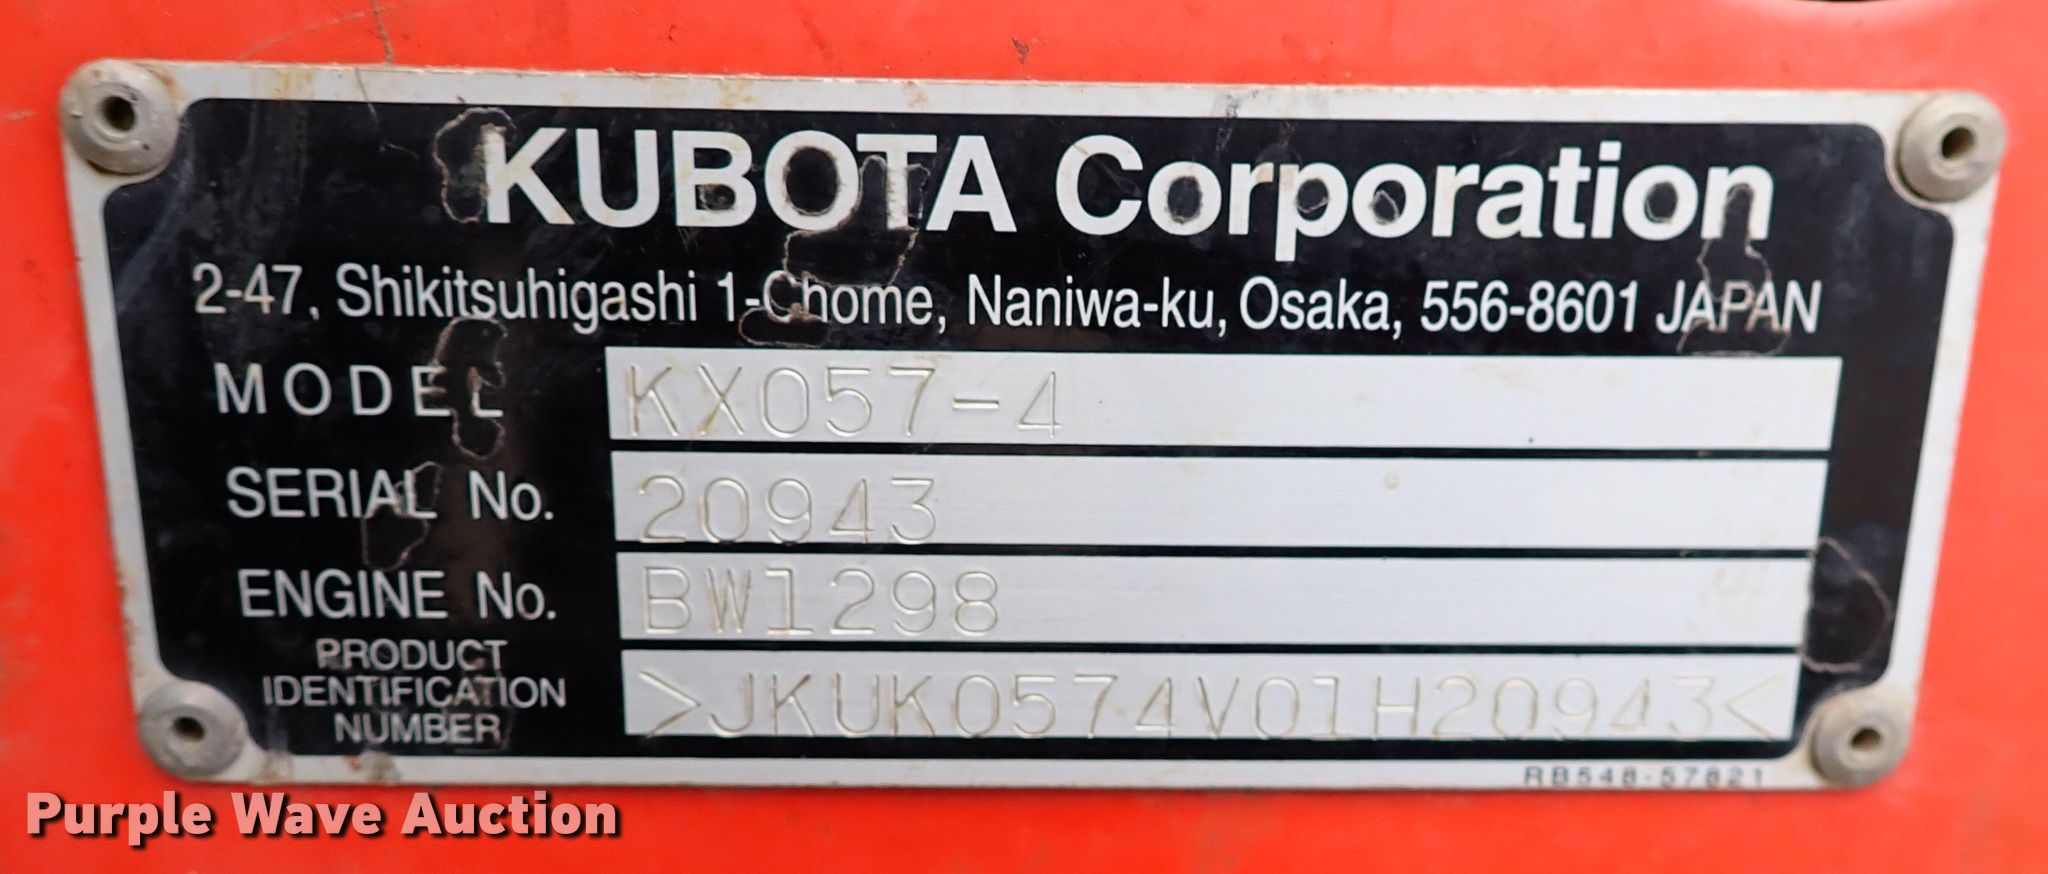 KUBOTA Corporation
2-47, Shikitsuhigashi 1-Chome, Naniwa-ku, Osaka, 556-8601 JAPAN
MODEL KX057-4
SERIAL No. 20943
ENGINE No. BW1298
PRODUCT
IDENTIFICATION
NUMBER
>JKUK0574V01H20943<
RB548-57821
Purple Wave Auction